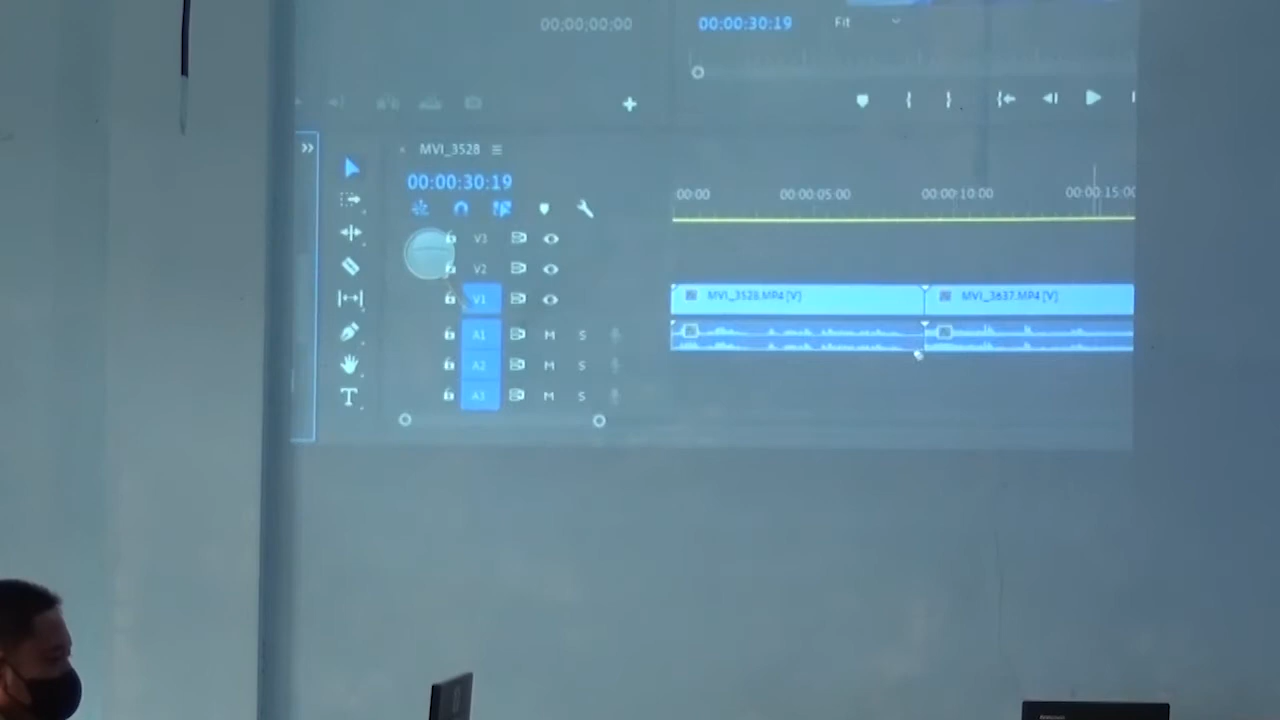 00;00;00;00
00:00:30:19 Fit
MVI_3528
00:00:30:19
00:00 00:00:05:00 00:00:10:00 00:00:15:00
V3
V2
V1 MVI_3528.MP4 [V] MVI_3637.MP4 [V]
A1 M S
A2 M S
A3 M S
T